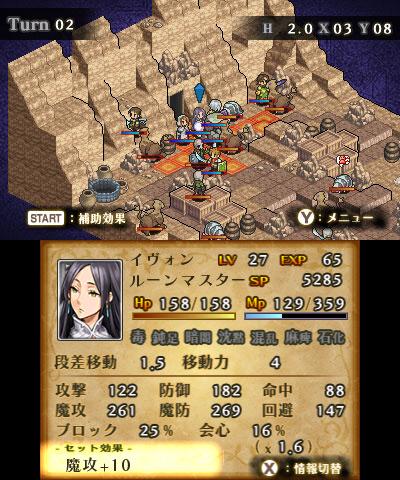 Turn 02
H 2.0 X 03 Y 08
START : 補助効果
Y : メニュー
イヴォン LV 27 EXP 65
ルーンマスター SP 5285
Hp 158/158 Mp 129/359
毒 鈍足 暗闇 沈黙 混乱 麻痺 石化
段差移動 1.5 移動力 4
攻撃 122 防御 182 命中 88
魔攻 261 魔防 269 回避 147
ブロック 25% 会心 16%
(x 1.6)
- セット効果 -
魔攻+10
X : 情報切替